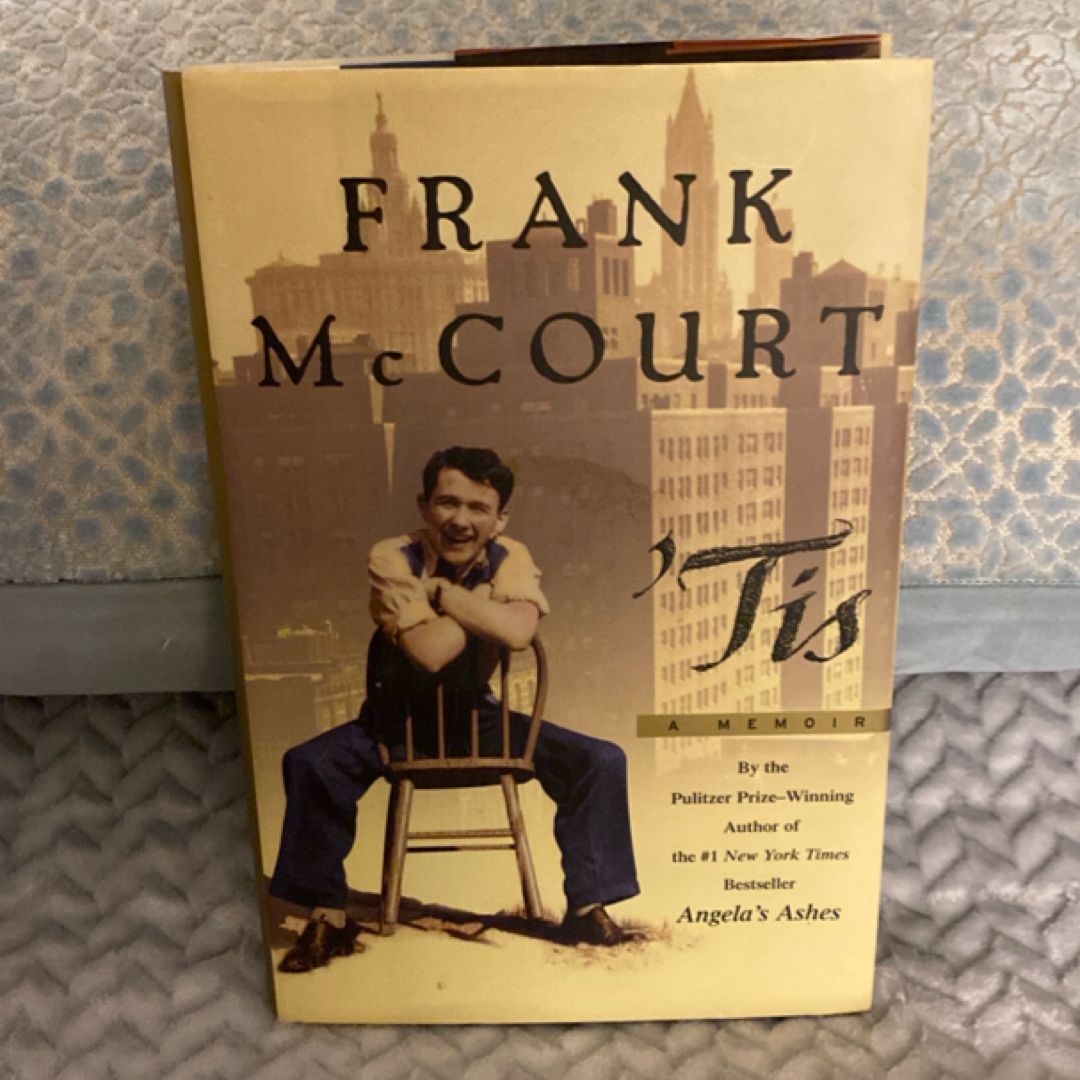 FRANK
McCOURT
'Tis
A MEMOIR
By the
Pulitzer Prize–Winning
Author of
the #1 New York Times
Bestseller
Angela's Ashes